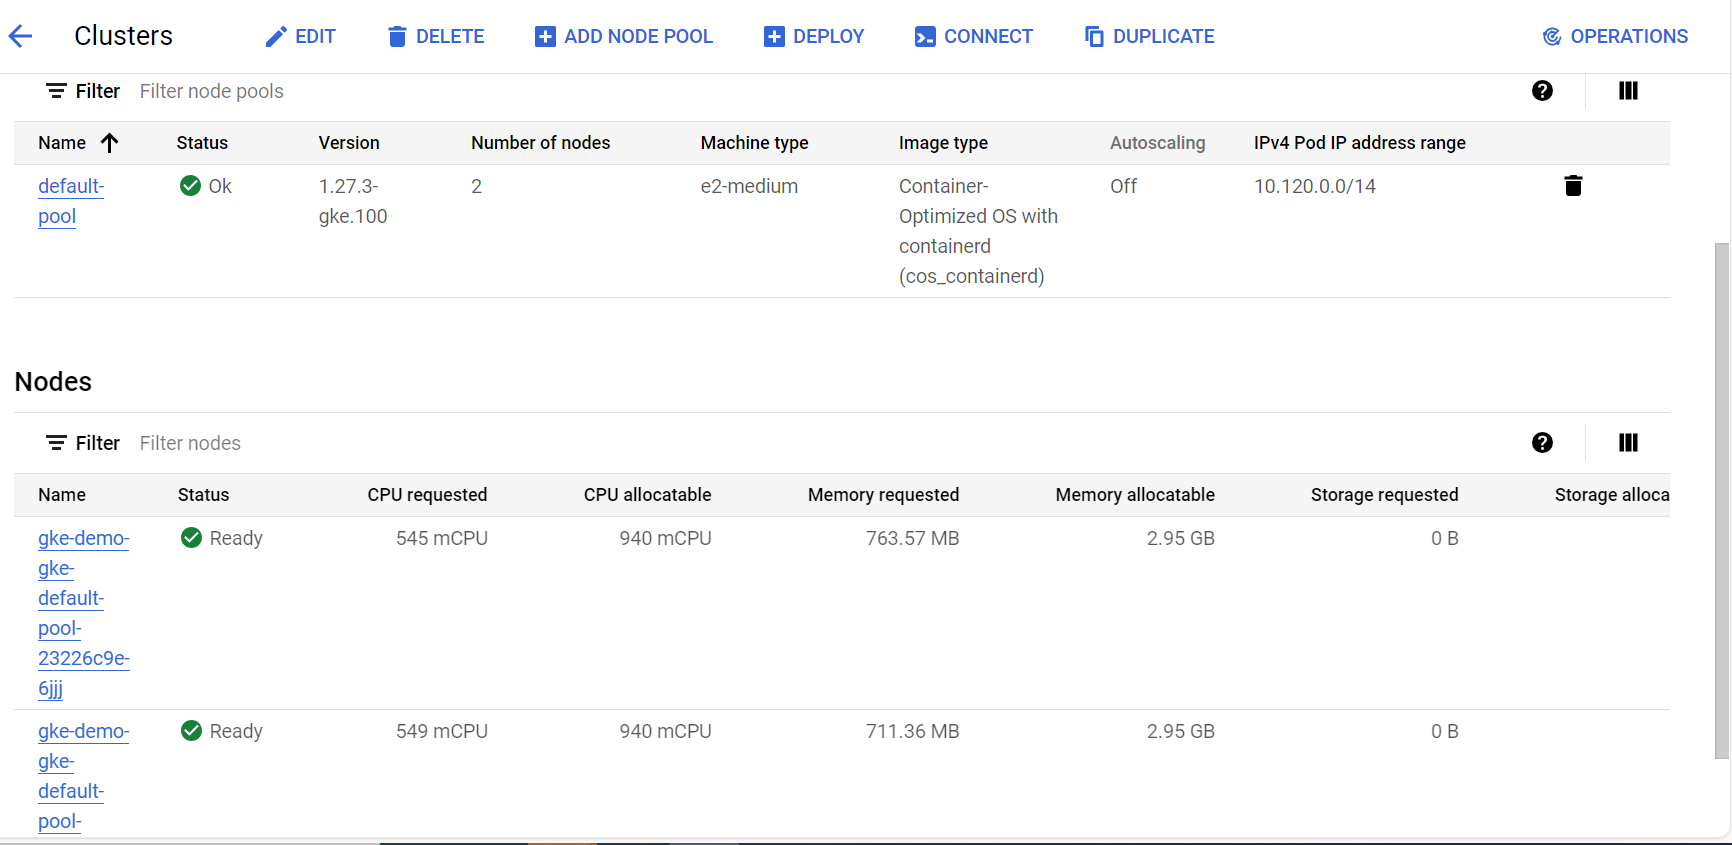 Clusters EDIT DELETE ADD NODE POOL DEPLOY CONNECT DUPLICATE OPERATIONS
Filter Filter node pools
Name Status Version Number of nodes Machine type Image type Autoscaling IPv4 Pod IP address range
default- Ok 1.27.3- 2 e2-medium Container- Off 10.120.0.0/14
pool gke.100 Optimized OS with
containerd
(cos_containerd)
Nodes
Filter Filter nodes
Name Status CPU requested CPU allocatable Memory requested Memory allocatable Storage requested Storage alloca
gke-demo- Ready 545 mCPU 940 mCPU 763.57 MB 2.95 GB 0 B
gke-
default-
pool-
23226c9e-
6jjj
gke-demo- Ready 549 mCPU 940 mCPU 711.36 MB 2.95 GB 0 B
gke-
default-
pool-